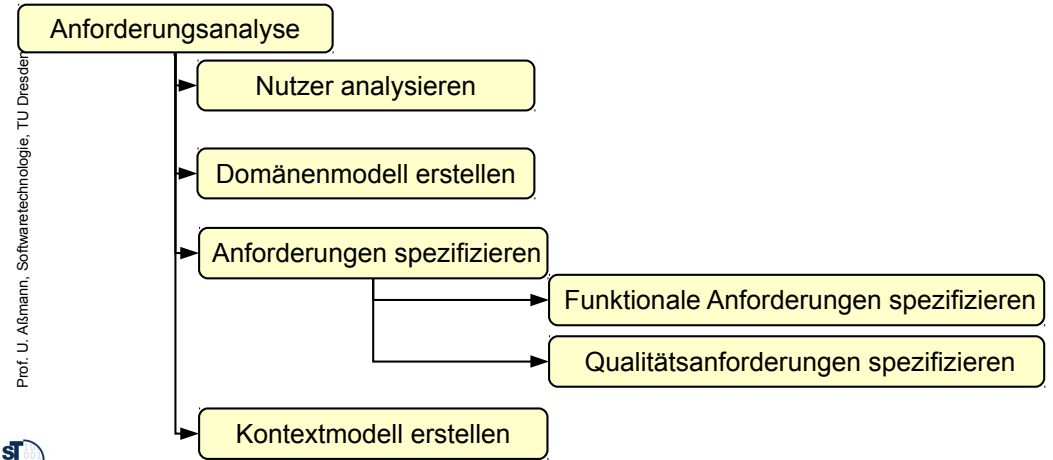 Anforderungsanalyse
Nutzer analysieren
Domänenmodell erstellen
Anforderungen spezifizieren
Funktionale Anforderungen spezifizieren
Qualitätsanforderungen spezifizieren
Kontextmodell erstellen
Prof. U. Aßmann, Softwaretechnologie, TU Dresden
ST